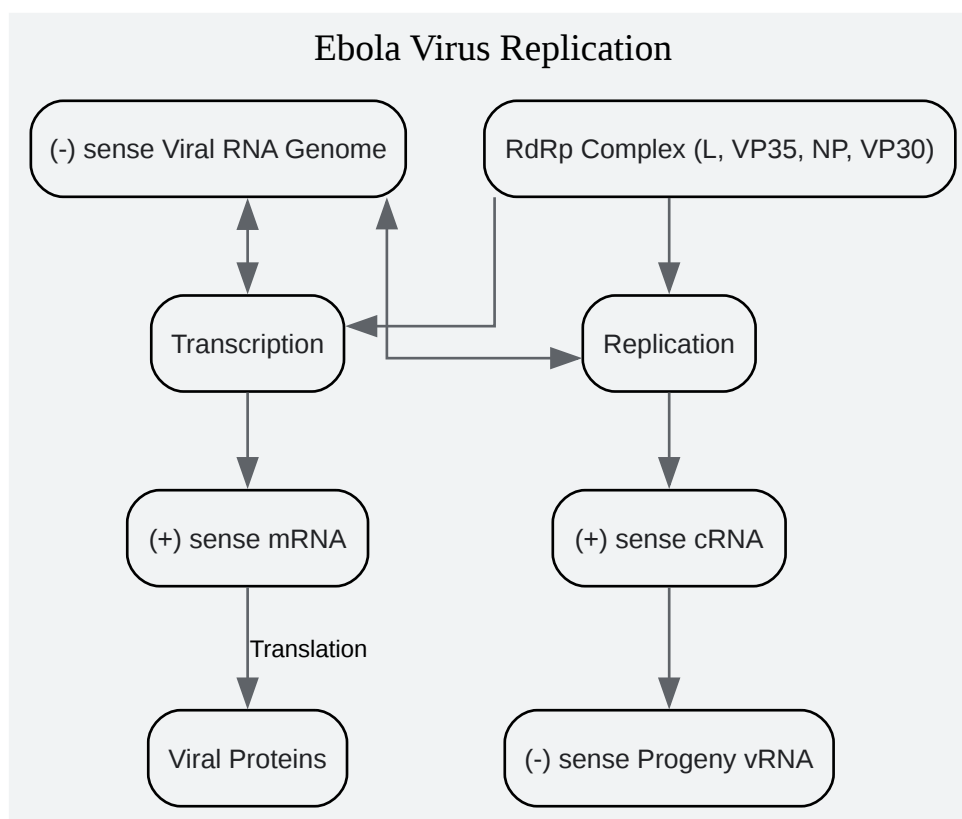 Ebola Virus Replication
(-) sense Viral RNA Genome
RdRp Complex (L, VP35, NP, VP30)
Transcription
Replication
(+) sense mRNA
(+) sense cRNA
Translation
Viral Proteins
(-) sense Progeny vRNA